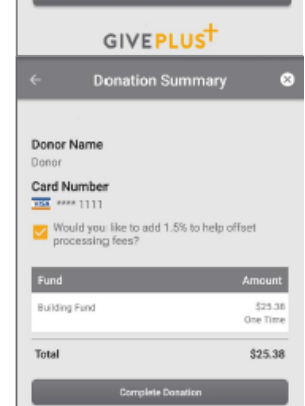 GIVEPLUS+
Donation Summary
Donor Name
Donor
Card Number
VISA **** 1111
Would you like to add 1.5% to help offset
processing fees?
Fund Amount
Building Fund $25.38
One Time
Total $25.38
Complete Donation